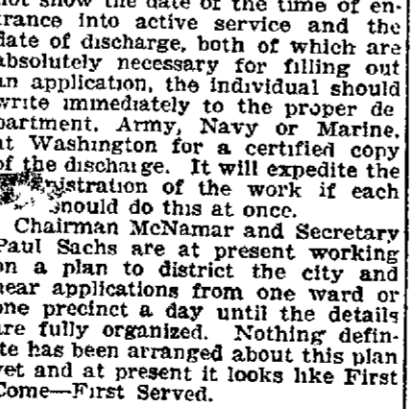 not show the date of the time of en-
trance into active service and the
date of discharge, both of which are
absolutely necessary for filling out
an application, the individual should
write immediately to the proper de
partment, Army, Navy or Marine,
at Washington for a certified copy
of the discharge. It will expedite the
istration of the work if each
should do this at once.
Chairman McNamar and Secretary
Paul Sachs are at present working
on a plan to district the city and
hear applications from one ward or
one precinct a day until the details
are fully organized. Nothing defin-
ite has been arranged about this plan
yet and at present it looks like First
Come—First Served.